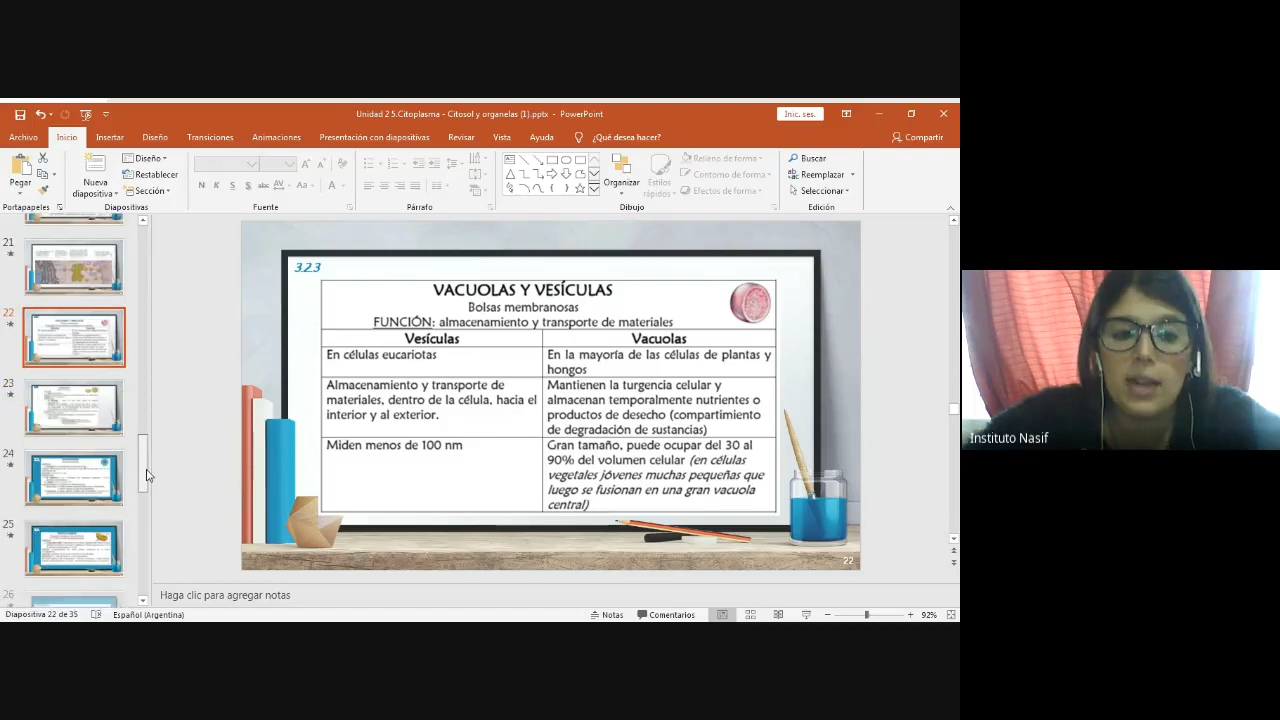 Unidad 2 5.Citoplasma - Citosol y organelas (1).pptx - PowerPoint
Inic. ses.
Archivo Inicio Insertar Diseño Transiciones Animaciones Presentación con diapositivas Revisar Vista Ayuda ¿Qué desea hacer? Compartir
Pegar
Nueva
diapositiva
Diseño
Restablecer
Sección
N K S S abc AV Aa A
Organizar
Estilos
rápidos
Relleno de forma
Contorno de forma
Efectos de forma
Buscar
Reemplazar
Seleccionar
Portapapeles Diapositivas Fuente Párrafo Dibujo Edición
21
22
23
24
25
26
3.2.3
VACUOLAS Y VESÍCULAS
Bolsas membranosas
FUNCIÓN: almacenamiento y transporte de materiales
Vesículas Vacuolas
En células eucariotas
En la mayoría de las células de plantas y
hongos
Almacenamiento y transporte de
materiales, dentro de la célula, hacia el
interior y al exterior.
Mantienen la turgencia celular y
almacenan temporalmente nutrientes o
productos de desecho (compartimiento
de degradación de sustancias)
Miden menos de 100 nm
Gran tamaño, puede ocupar del 30 al
90% del volumen celular (en células
vegetales jóvenes muchas pequeñas que
luego se fusionan en una gran vacuola
central)
22
Haga clic para agregar notas
Diapositiva 22 de 35 Español (Argentina) Notas Comentarios 92%
Instituto Nasif